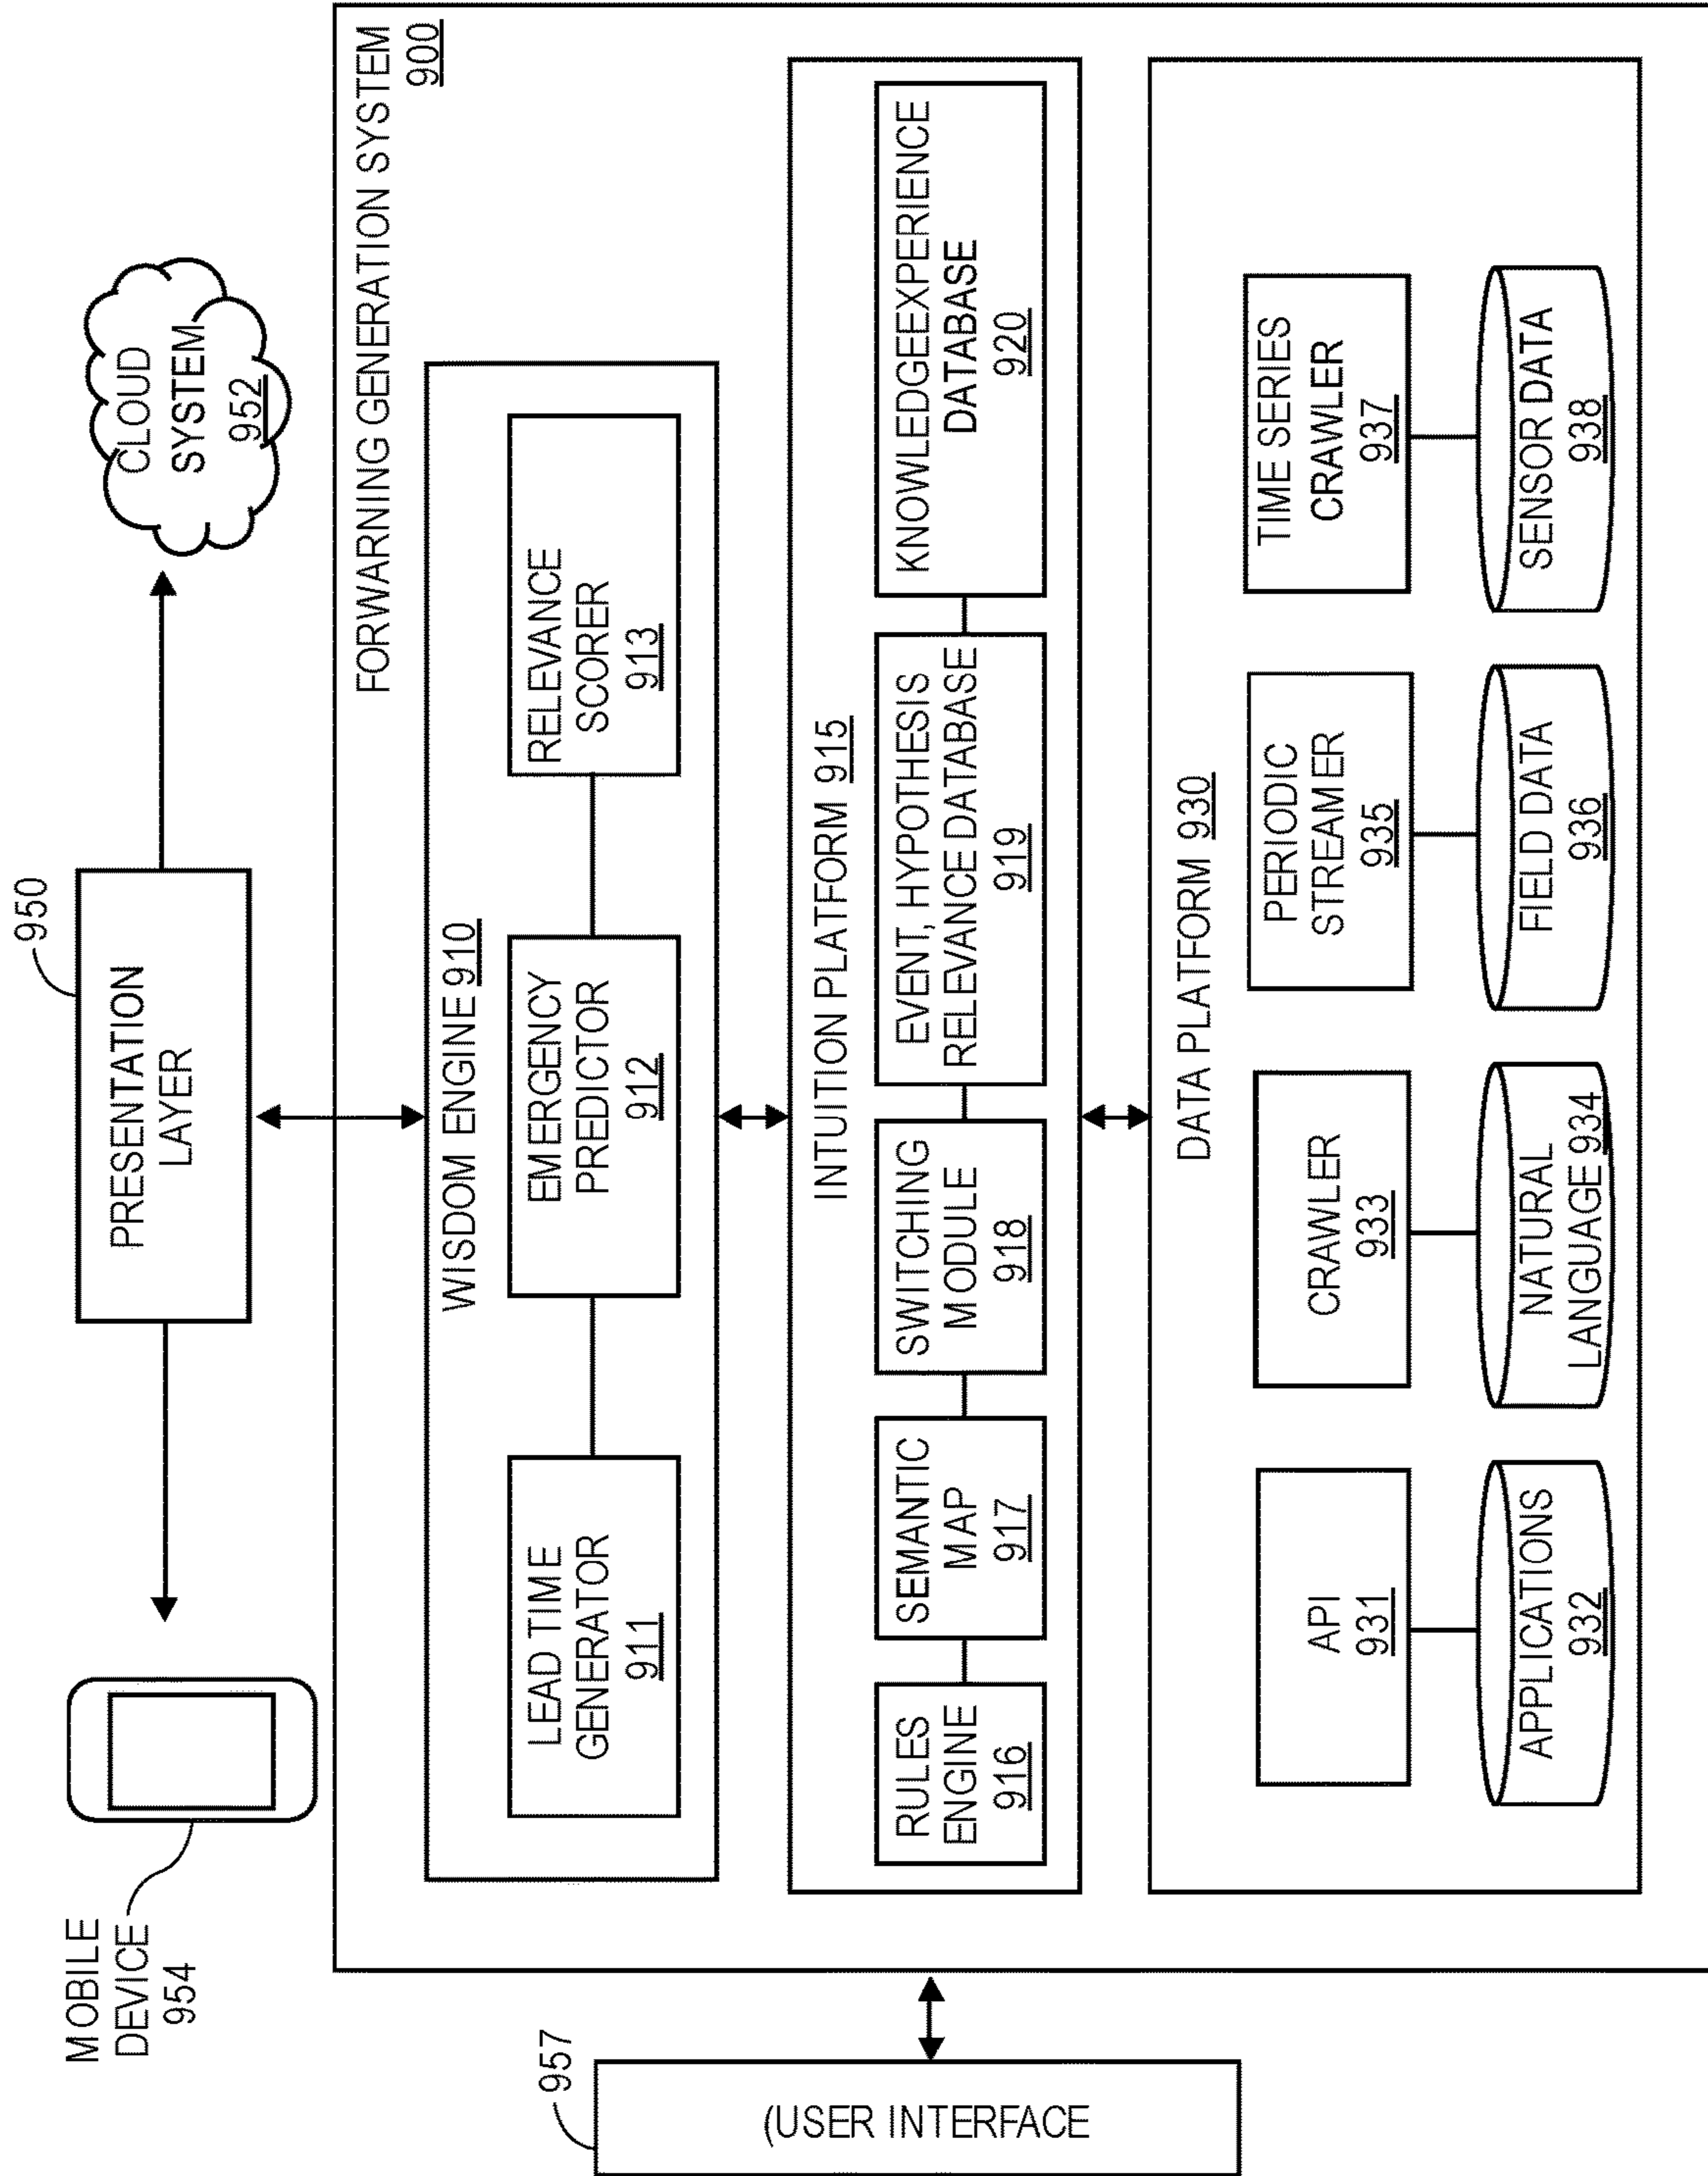 950
PRESENTATION
LAYER
CLOUD
SYSTEM
952
MOBILE
DEVICE
954
FORWARNING GENERATION SYSTEM
900
WISDOM ENGINE 910
LEAD TIME
GENERATOR
911
EMERGENCY
PREDICTOR
912
RELEVANCE
SCORER
913
957
(USER INTERFACE
INTUITION PLATFORM 915
RULES
ENGINE
916
SEMANTIC
MAP
917
SWITCHING
MODULE
918
EVENT, HYPOTHESIS
RELEVANCE DATABASE
919
KNOWLEDGEEXPERIENCE
DATABASE
920
DATA PLATFORM 930
API
931
CRAWLER
933
PERIODIC
STREAMER
935
TIME SERIES
CRAWLER
937
APPLICATIONS
932
NATURAL
LANGUAGE 934
FIELD DATA
936
SENSOR DATA
938